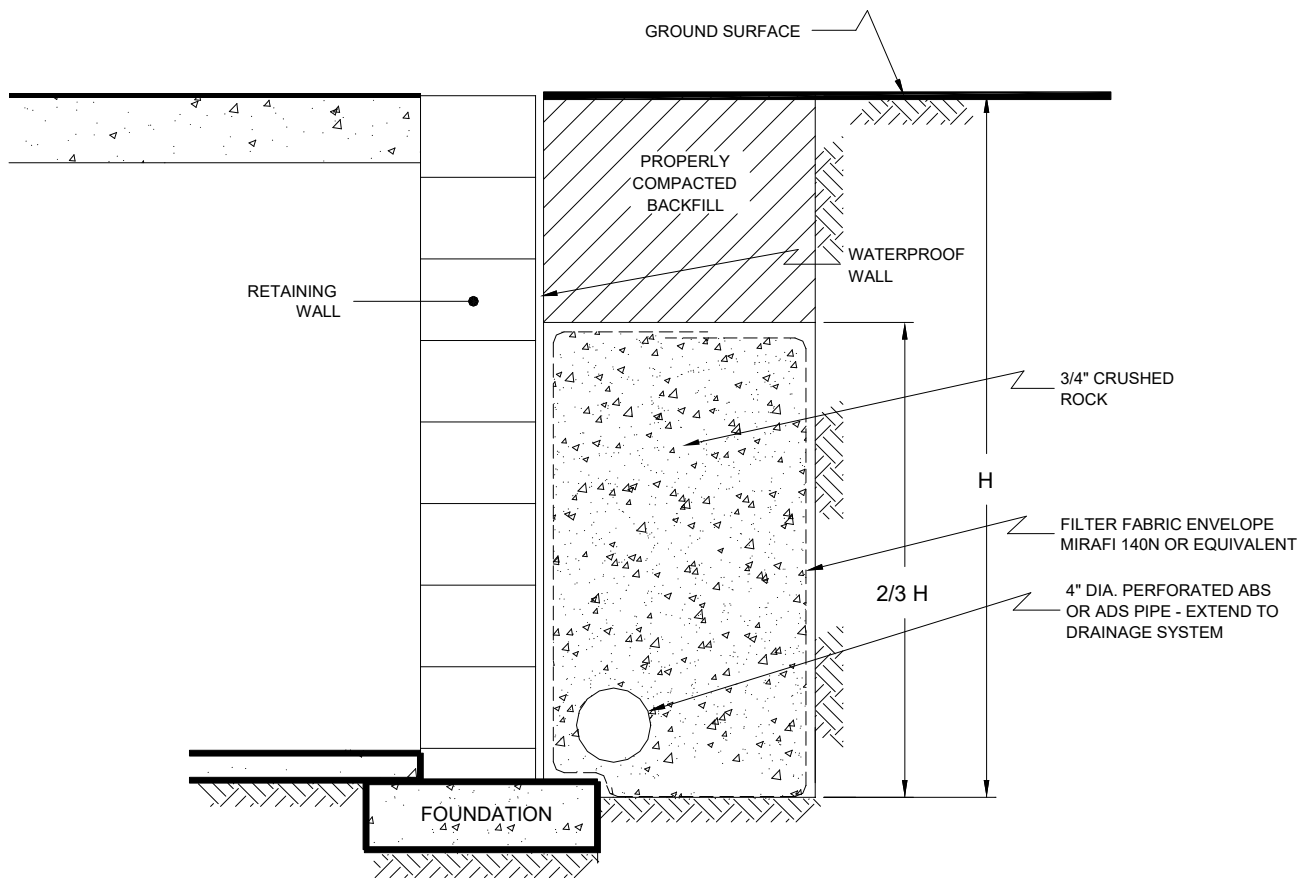 GROUND SURFACE
PROPERLY
COMPACTED
BACKFILL
WATERPROOF
WALL
RETAINING
WALL
3/4" CRUSHED
ROCK
H
FILTER FABRIC ENVELOPE
MIRAFI 140N OR EQUIVALENT
2/3 H
4" DIA. PERFORATED ABS
OR ADS PIPE - EXTEND TO
DRAINAGE SYSTEM
FOUNDATION